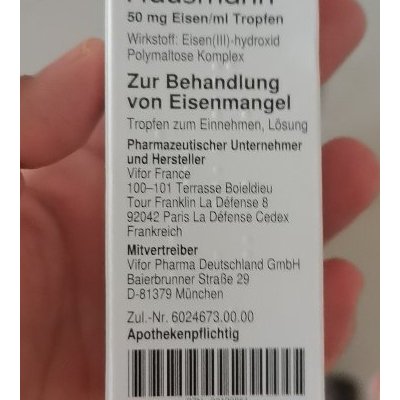 Hausmann
50 mg Eisen/ml Tropfen
Wirkstoff: Eisen(III)-hydroxid
Polymaltose Komplex
Zur Behandlung
von Eisenmangel
Tropfen zum Einnehmen, Lösung
Pharmazeutischer Unternehmer
und Hersteller
Vifor France
100–101 Terrasse Boieldieu
Tour Franklin La Défense 8
92042 Paris La Défense Cedex
Frankreich
Mitvertreiber
Vifor Pharma Deutschland GmbH
Baierbrunner Straße 29
D-81379 München
Zul.-Nr. 6024673.00.00
Apothekenpflichtig